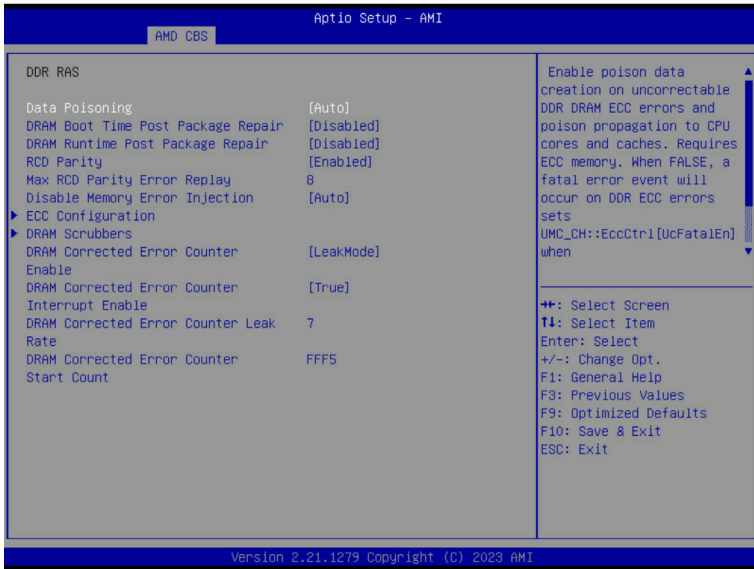 Aptio Setup - AMI
AMD CBS
DDR RAS
Data Poisoning [Auto]
DRAM Boot Time Post Package Repair [Disabled]
DRAM Runtime Post Package Repair [Disabled]
RCD Parity [Enabled]
Max RCD Parity Error Replay 8
Disable Memory Error Injection [Auto]
ECC Configuration
DRAM Scrubbers
DRAM Corrected Error Counter [LeakMode]
Enable
DRAM Corrected Error Counter [True]
Interrupt Enable
DRAM Corrected Error Counter Leak 7
Rate
DRAM Corrected Error Counter FFF5
Start Count
Enable poison data
creation on uncorrectable
DDR DRAM ECC errors and
poison propagation to CPU
cores and caches. Requires
ECC memory. When FALSE, a
fatal error event will
occur on DDR ECC errors
sets
UMC_CH::EccCtrl[UcFatalEn]
when
→←: Select Screen
↑↓: Select Item
Enter: Select
+/-: Change Opt.
F1: General Help
F3: Previous Values
F9: Optimized Defaults
F10: Save & Exit
ESC: Exit
Version 2.21.1279 Copyright (C) 2023 AMI